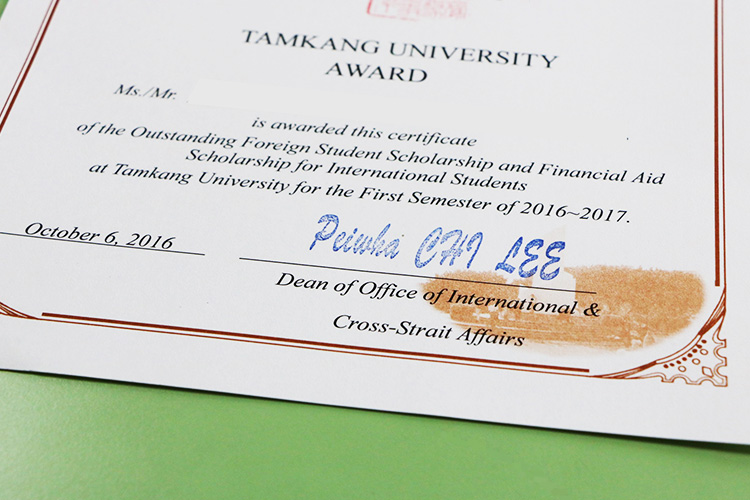 TAMKANG UNIVERSITY
AWARD
Ms./Mr.
is awarded this certificate
of the Outstanding Foreign Student Scholarship and Financial Aid
Scholarship for International Students
at Tamkang University for the First Semester of 2016~2017.
October 6, 2016
Peiwha CHI LEE
Dean of Office of International &
Cross-Strait Affairs